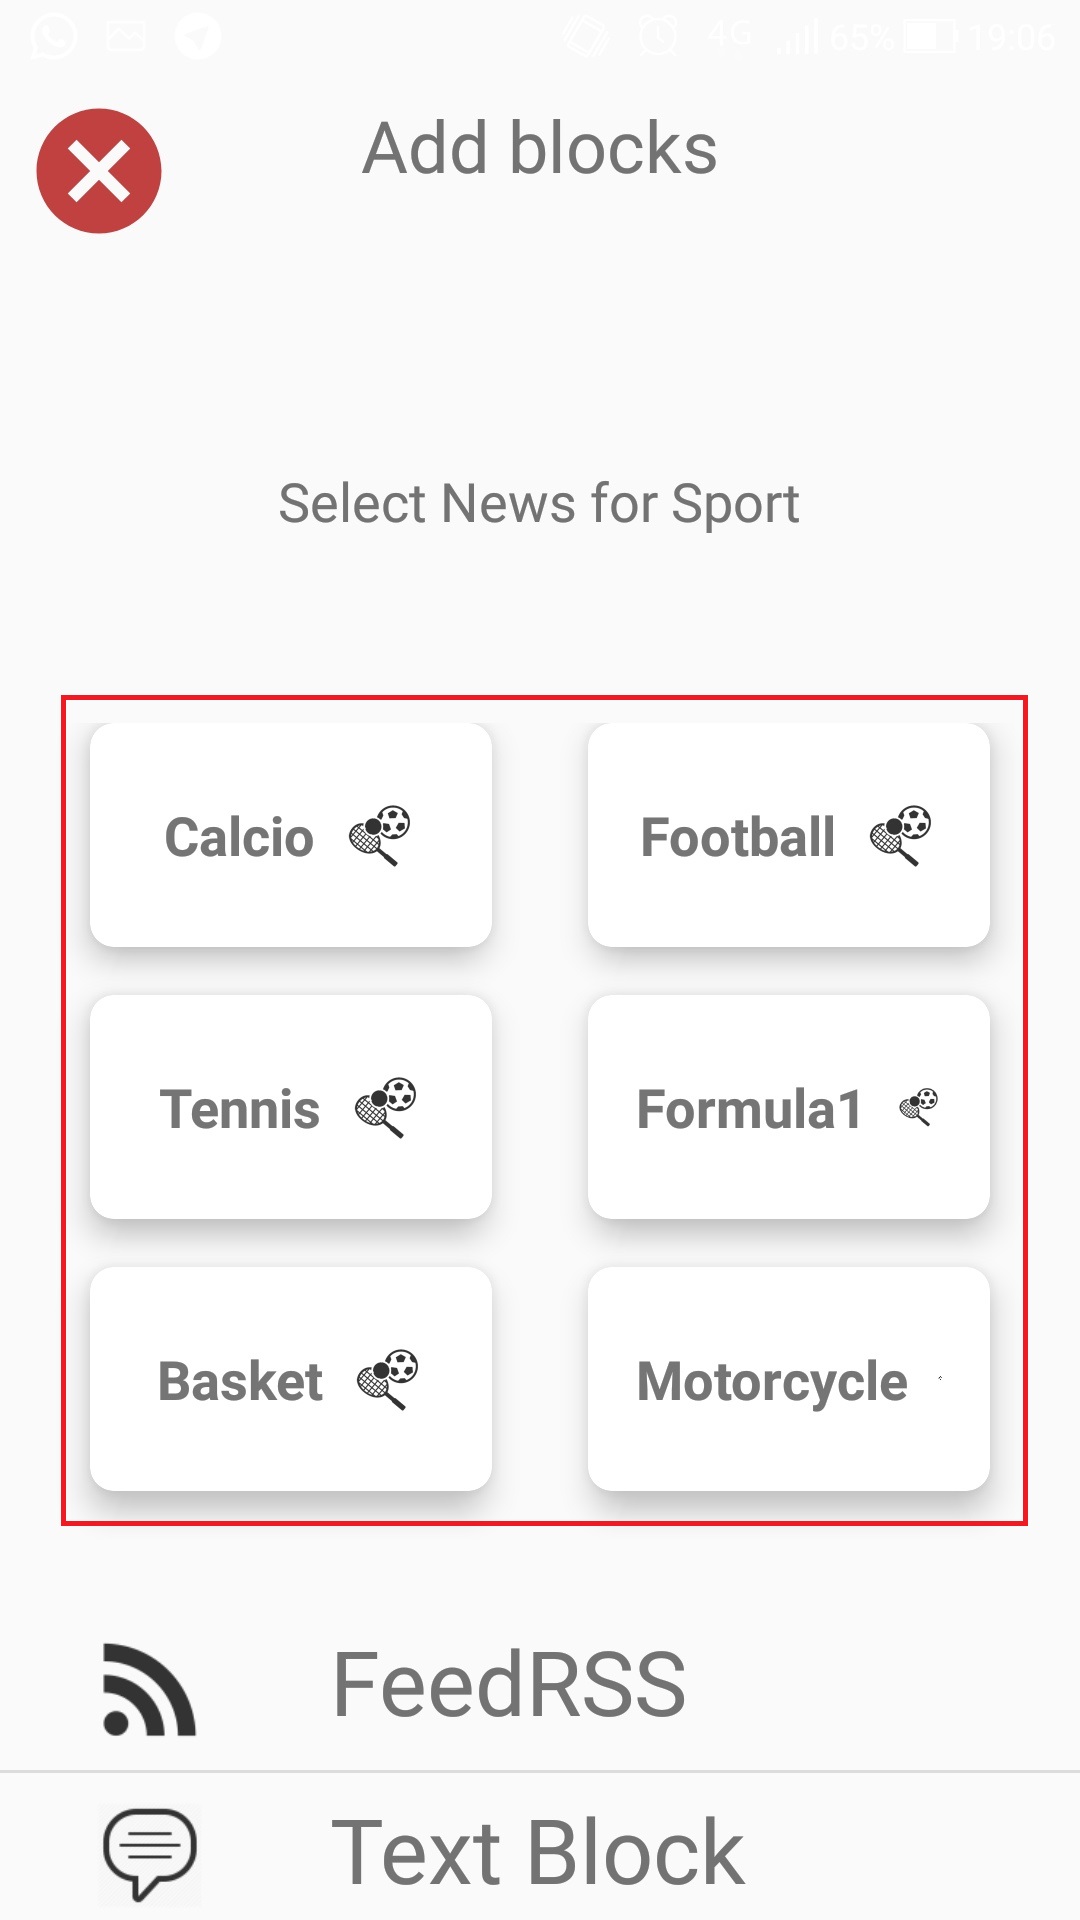 4G 65% 19:06
Add blocks
Select News for Sport
Calcio Football
Tennis Formula1
Basket Motorcycle
FeedRSS
Text Block